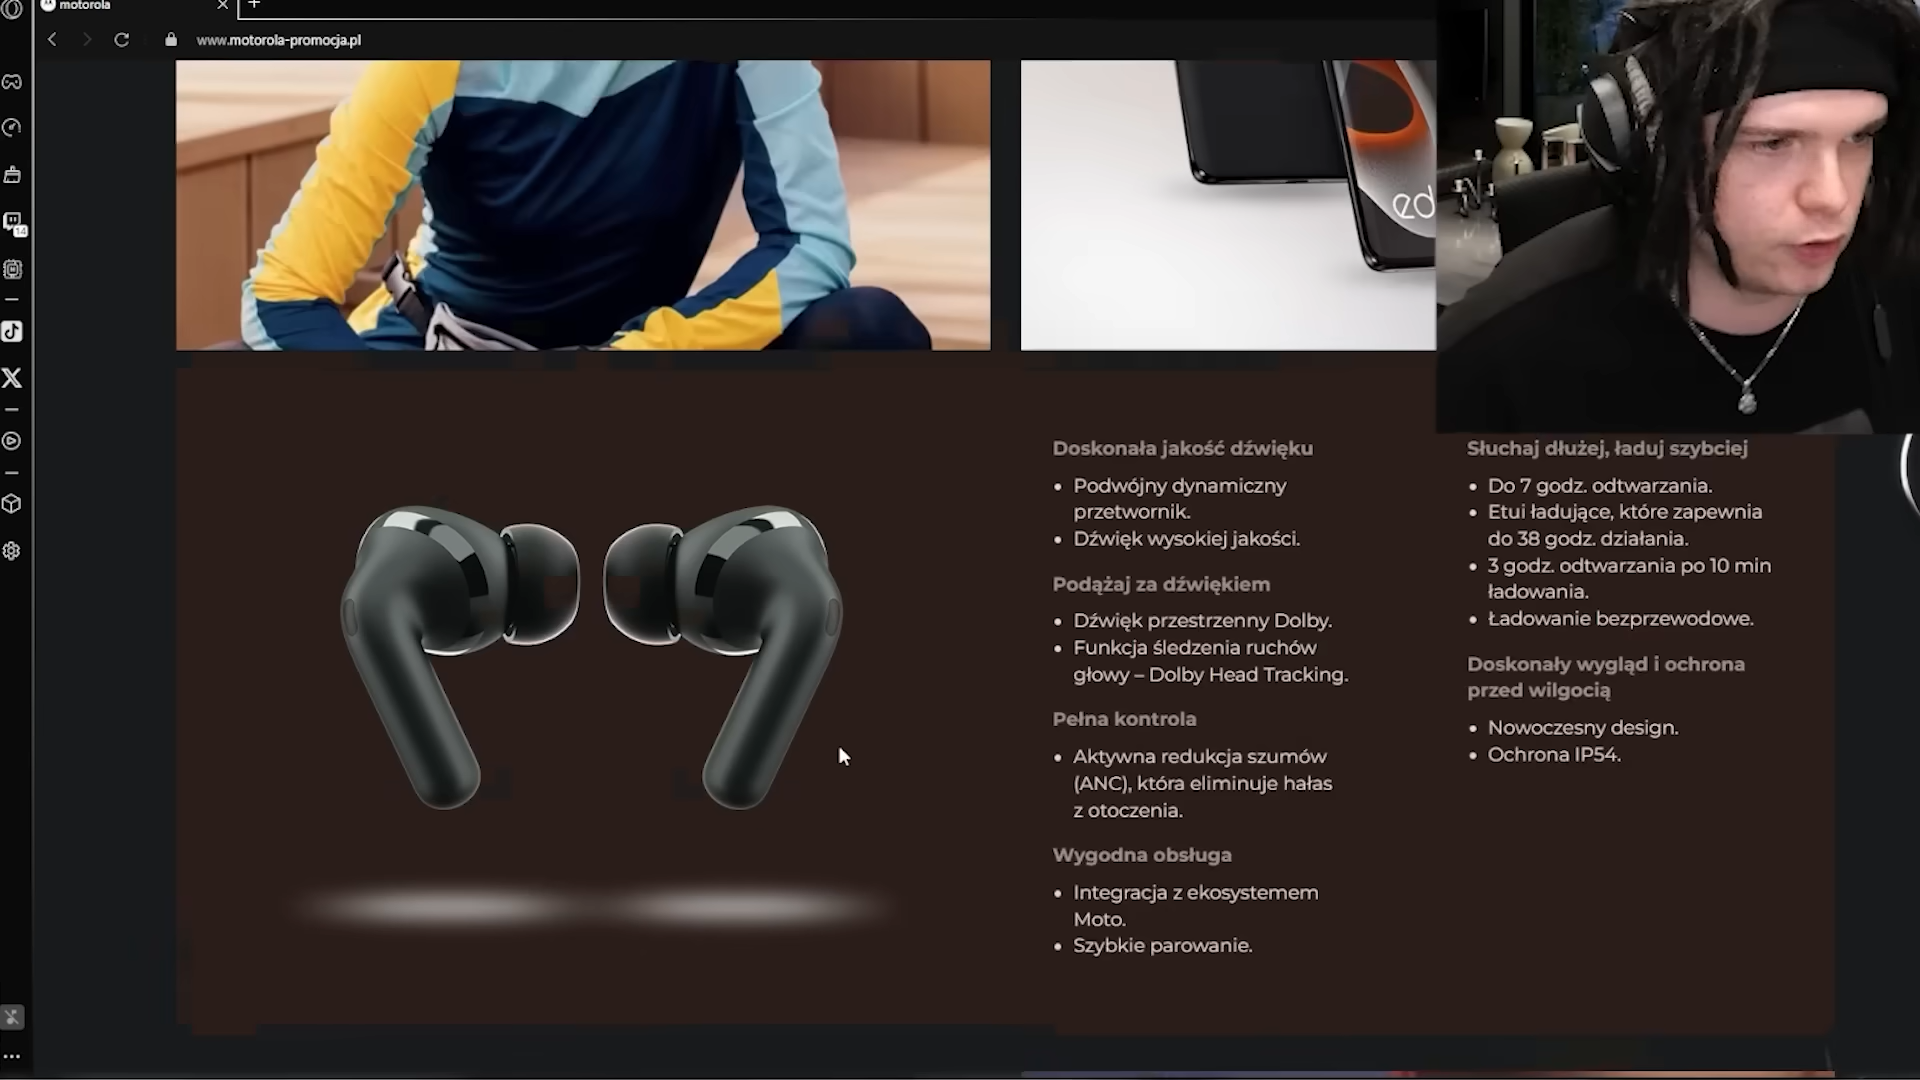 motorola
www.motorola-promocja.pl
14
ed
Doskonała jakość dźwięku
Podwójny dynamiczny
przetwornik.
Dźwięk wysokiej jakości.
Podążaj za dźwiękiem
Dźwięk przestrzenny Dolby.
Funkcja śledzenia ruchów
głowy – Dolby Head Tracking.
Pełna kontrola
Aktywna redukcja szumów
(ANC), która eliminuje hałas
z otoczenia.
Wygodna obsługa
Integracja z ekosystemem
Moto.
Szybkie parowanie.
Słuchaj dłużej, ładuj szybciej
Do 7 godz. odtwarzania.
Etui ładujące, które zapewnia
do 38 godz. działania.
3 godz. odtwarzania po 10 min
ładowania.
Ładowanie bezprzewodowe.
Doskonały wygląd i ochrona
przed wilgocią
Nowoczesny design.
Ochrona IP54.